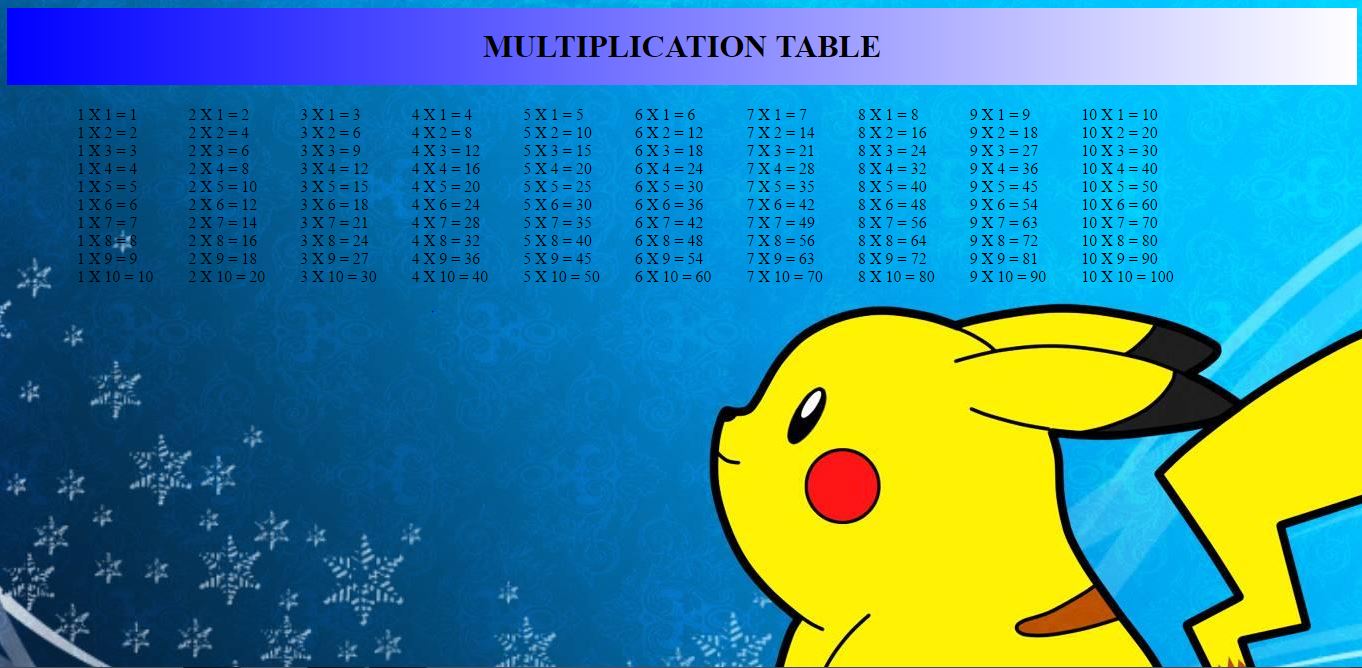 MULTIPLICATION TABLE
1 X 1 = 1 2 X 1 = 2 3 X 1 = 3 4 X 1 = 4 5 X 1 = 5 6 X 1 = 6 7 X 1 = 7 8 X 1 = 8 9 X 1 = 9 10 X 1 = 10
1 X 2 = 2 2 X 2 = 4 3 X 2 = 6 4 X 2 = 8 5 X 2 = 10 6 X 2 = 12 7 X 2 = 14 8 X 2 = 16 9 X 2 = 18 10 X 2 = 20
1 X 3 = 3 2 X 3 = 6 3 X 3 = 9 4 X 3 = 12 5 X 3 = 15 6 X 3 = 18 7 X 3 = 21 8 X 3 = 24 9 X 3 = 27 10 X 3 = 30
1 X 4 = 4 2 X 4 = 8 3 X 4 = 12 4 X 4 = 16 5 X 4 = 20 6 X 4 = 24 7 X 4 = 28 8 X 4 = 32 9 X 4 = 36 10 X 4 = 40
1 X 5 = 5 2 X 5 = 10 3 X 5 = 15 4 X 5 = 20 5 X 5 = 25 6 X 5 = 30 7 X 5 = 35 8 X 5 = 40 9 X 5 = 45 10 X 5 = 50
1 X 6 = 6 2 X 6 = 12 3 X 6 = 18 4 X 6 = 24 5 X 6 = 30 6 X 6 = 36 7 X 6 = 42 8 X 6 = 48 9 X 6 = 54 10 X 6 = 60
1 X 7 = 7 2 X 7 = 14 3 X 7 = 21 4 X 7 = 28 5 X 7 = 35 6 X 7 = 42 7 X 7 = 49 8 X 7 = 56 9 X 7 = 63 10 X 7 = 70
1 X 8 = 8 2 X 8 = 16 3 X 8 = 24 4 X 8 = 32 5 X 8 = 40 6 X 8 = 48 7 X 8 = 56 8 X 8 = 64 9 X 8 = 72 10 X 8 = 80
1 X 9 = 9 2 X 9 = 18 3 X 9 = 27 4 X 9 = 36 5 X 9 = 45 6 X 9 = 54 7 X 9 = 63 8 X 9 = 72 9 X 9 = 81 10 X 9 = 90
1 X 10 = 10 2 X 10 = 20 3 X 10 = 30 4 X 10 = 40 5 X 10 = 50 6 X 10 = 60 7 X 10 = 70 8 X 10 = 80 9 X 10 = 90 10 X 10 = 100